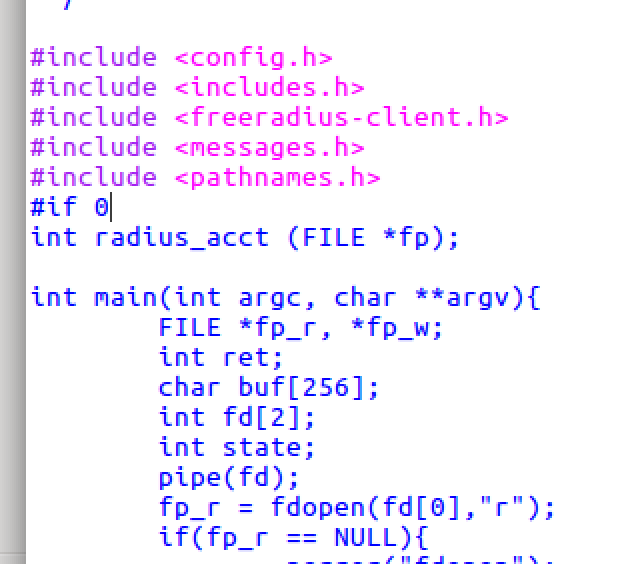 #include <config.h>
#include <includes.h>
#include <freeradius-client.h>
#include <messages.h>
#include <pathnames.h>
#if 0
int radius_acct (FILE *fp);
int main(int argc, char **argv){
FILE *fp_r, *fp_w;
int ret;
char buf[256];
int fd[2];
int state;
pipe(fd);
fp_r = fdopen(fd[0],"r");
if(fp_r == NULL){